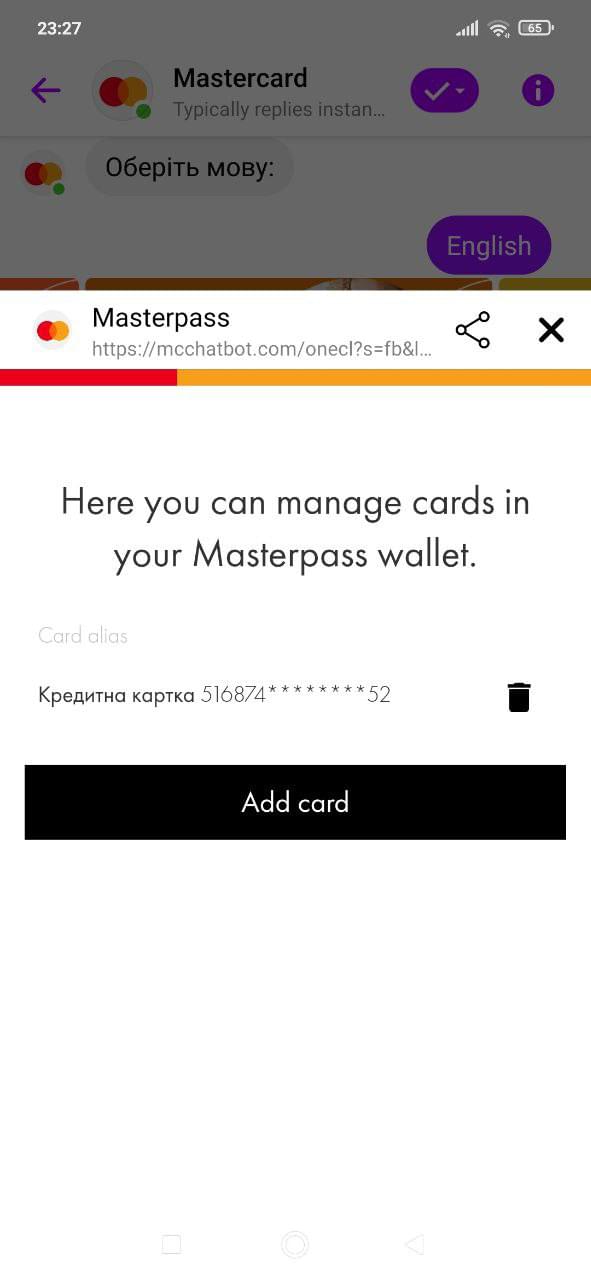 23:27
65
Mastercard
Typically replies instan...
Оберіть мову:
English
Masterpass
https://mcchatbot.com/onecl?s=fb&l...
Here you can manage cards in
your Masterpass wallet.
Card alias
Кредитна картка 516874********52
Add card